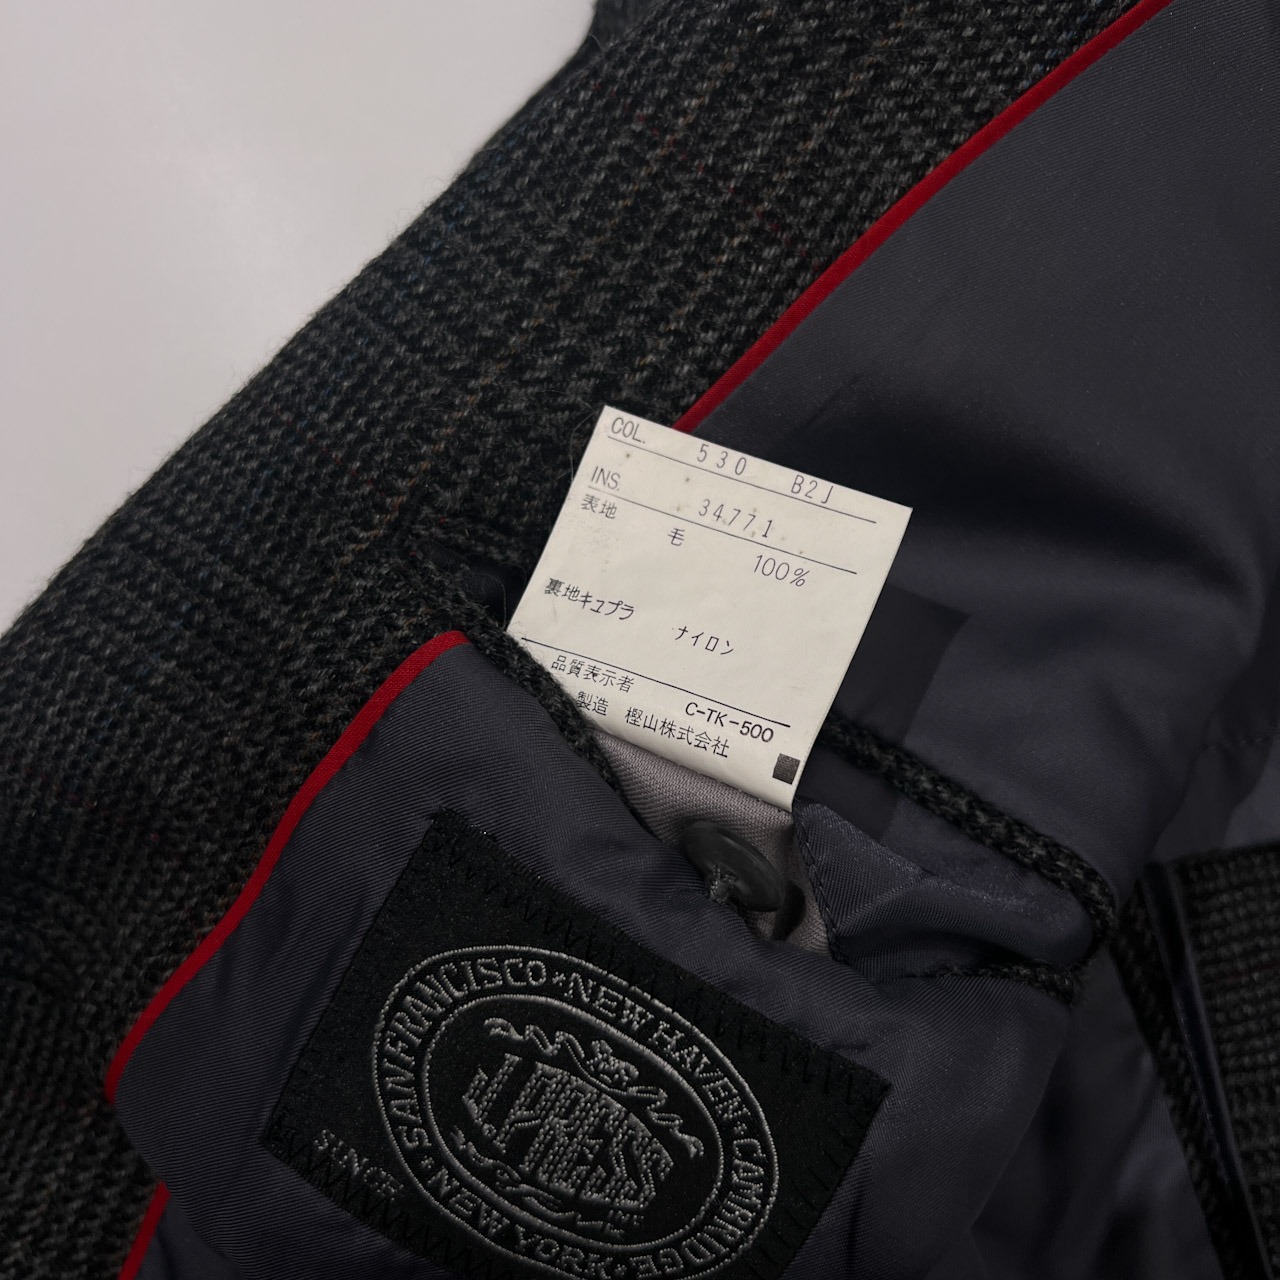 COL. 530 B2J
INS. 34771
表地 毛 100%
裏地キュプラ ナイロン
品質表示者 C-TK-500
製造 樫山株式会社
SAN FRANCISCO • NEW HAVEN • CAMBRIDGE • NEW YORK •
J.PRESS
SINCE